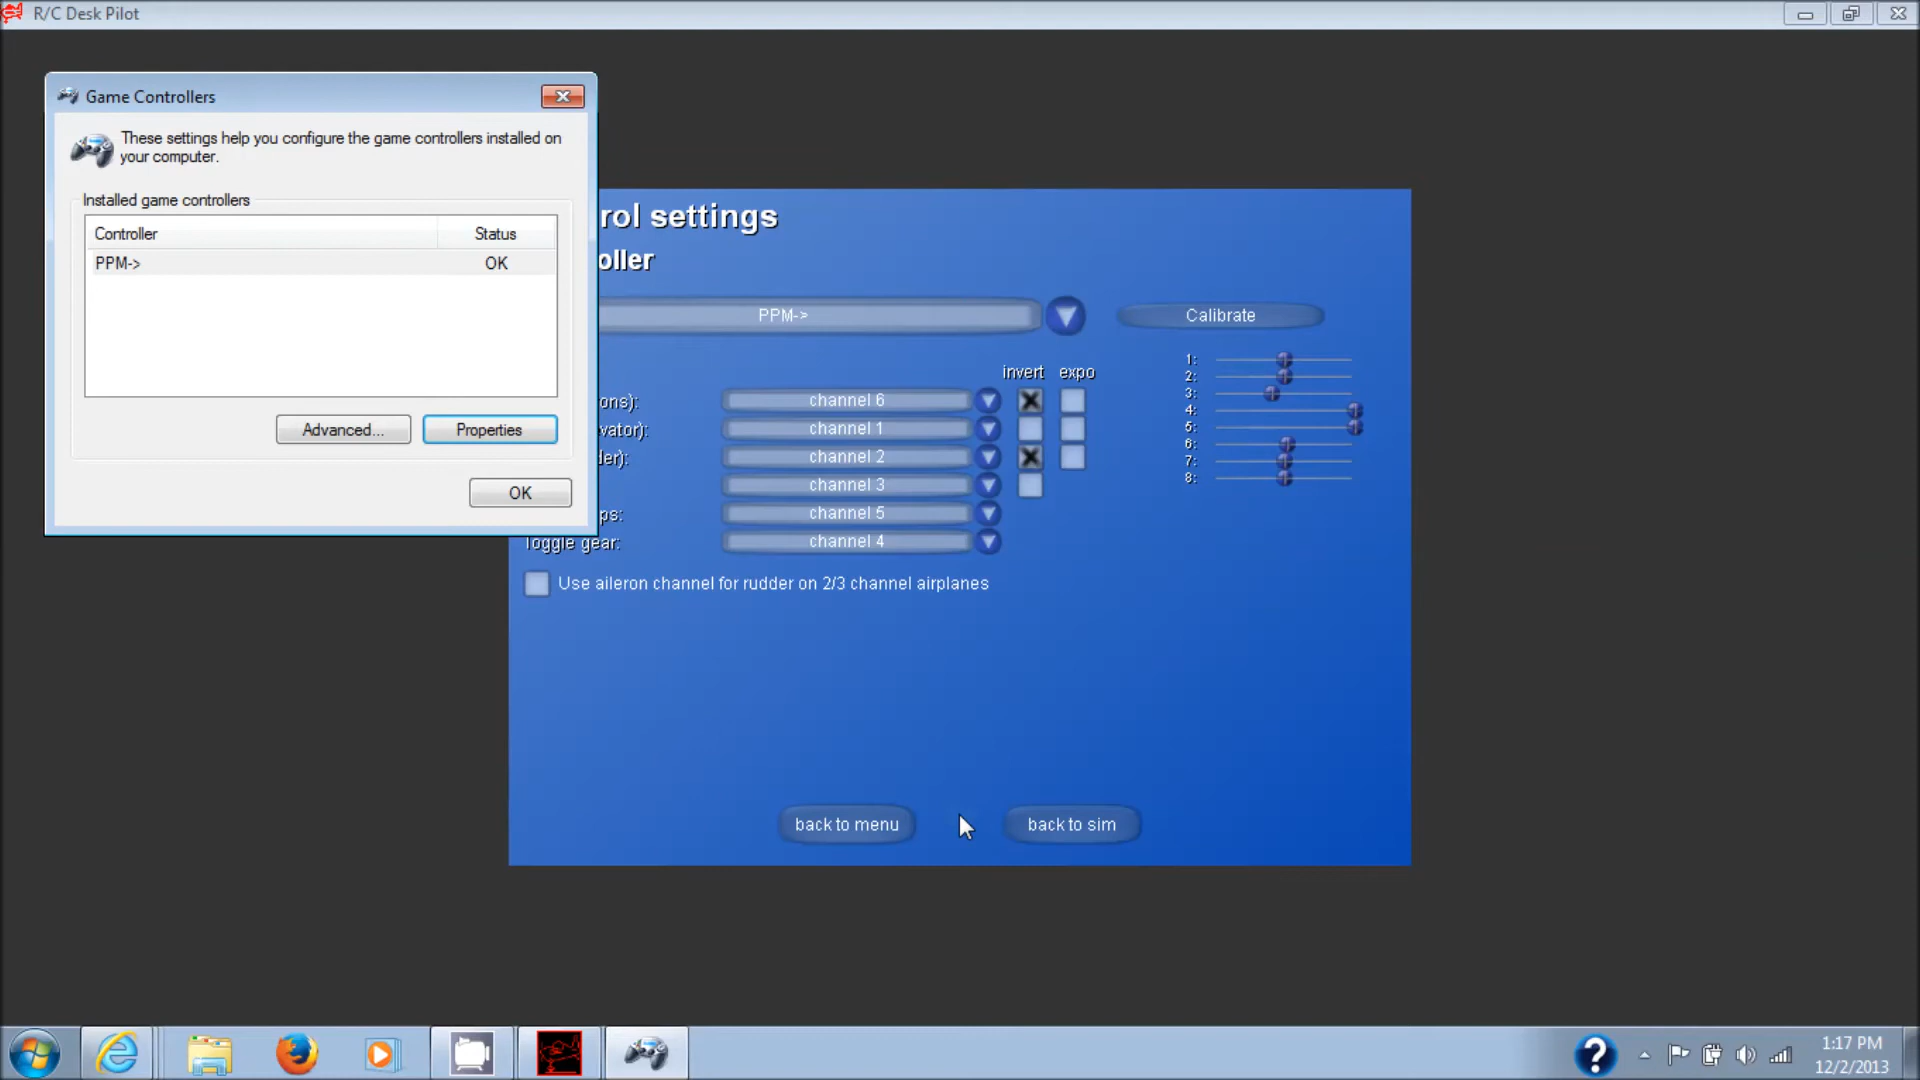 R/C Desk Pilot
Game Controllers
These settings help you configure the game controllers installed on
your computer.
Installed game controllers
Controller Status
PPM-> OK
Advanced... Properties
OK
rol settings
oller
PPM-> Calibrate
invert expo
ons): channel 6
vator): channel 1
der): channel 2
channel 3
ps: channel 5
Toggle gear: channel 4
Use aileron channel for rudder on 2/3 channel airplanes
1:
2:
3:
4:
5:
6:
7:
8:
back to menu back to sim
1:17 PM
12/2/2013